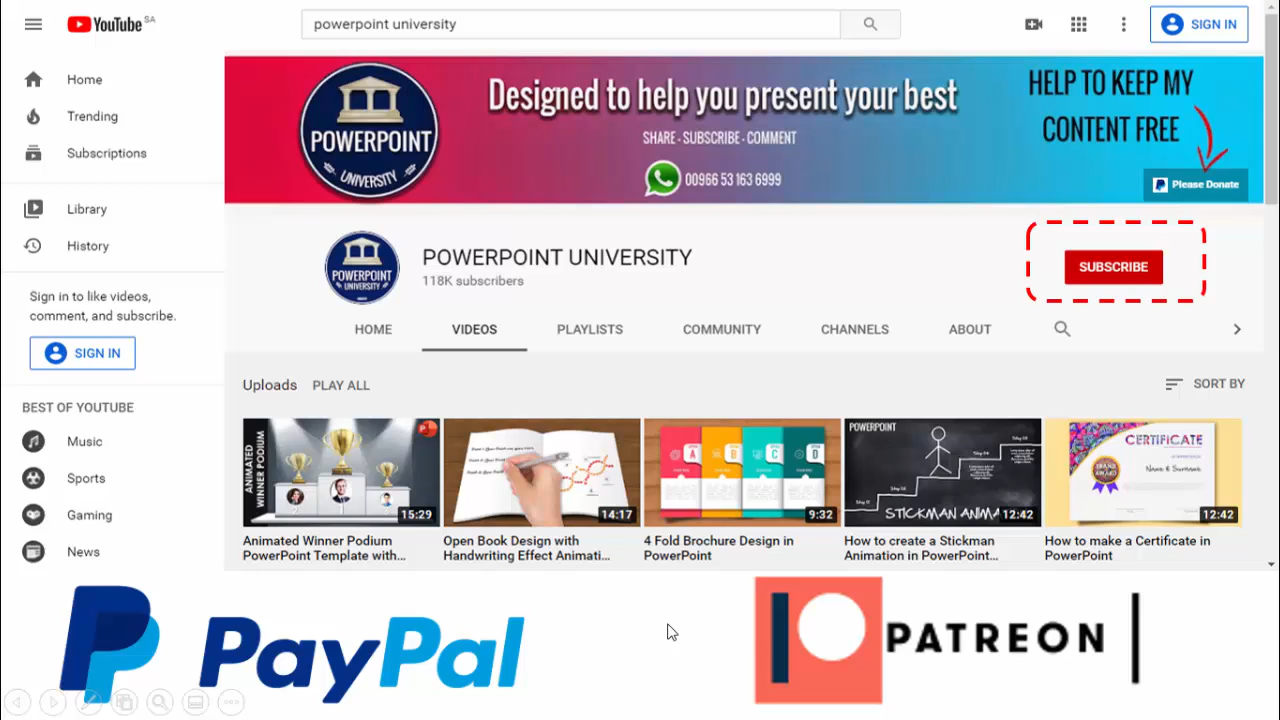 YouTube SA
powerpoint university
SIGN IN
Home
Trending
Subscriptions
Library
History
Sign in to like videos,
comment, and subscribe.
SIGN IN
BEST OF YOUTUBE
Music
Sports
Gaming
News
POWERPOINT
UNIVERSITY
Designed to help you present your best
SHARE - SUBSCRIBE - COMMENT
00966 53 163 6999
HELP TO KEEP MY
CONTENT FREE
Please Donate
POWERPOINT
UNIVERSITY
POWERPOINT UNIVERSITY
118K subscribers
SUBSCRIBE
HOME
VIDEOS
PLAYLISTS
COMMUNITY
CHANNELS
ABOUT
Uploads
PLAY ALL
SORT BY
ANIMATED
WINNER PODIUM
15:29
Animated Winner Podium
PowerPoint Template with...
14:17
Open Book Design with
Handwriting Effect Animati...
A B C D
9:32
4 Fold Brochure Design in
PowerPoint
POWERPOINT
STICKMAN ANIMA
12:42
How to create a Stickman
Animation in PowerPoint...
CERTIFICATE
Name & Surname
12:42
How to make a Certificate in
PowerPoint
PayPal
PATREON